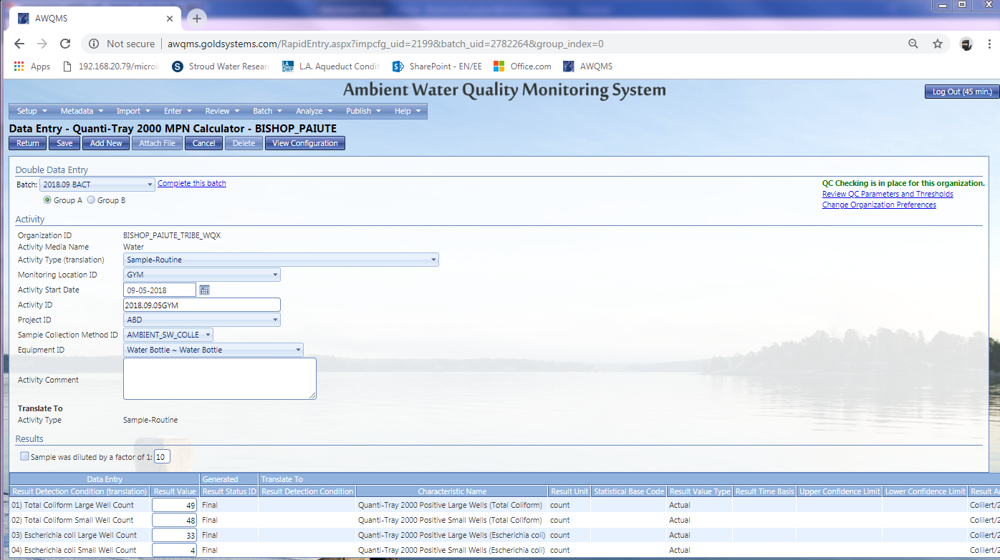 AWQMS
Not secure awqms.goldsystems.com/RapidEntry.aspx?impcfg_uid=2199&batch_uid=2782264&group_index=0
Apps 192.168.20.79/micro Stroud Water Resear L.A. Aqueduct Condit SharePoint - EN/EE Office.com AWQMS
LA DWP
Ambient Water Quality Monitoring System
Log Out (45 min.)
Setup Metadata Import Enter Review Batch Analyze Publish Help
Data Entry - Quanti-Tray 2000 MPN Calculator - BISHOP_PAIUTE
Return Save Add New Attach File Cancel Delete View Configuration
Double Data Entry
Batch: 2018.09 BACT Complete this batch
QC Checking is in place for this organization.
Group A Group B
Review QC Parameters and Thresholds
Change Organization Preferences
Activity
Organization ID BISHOP_PAIUTE_TRIBE_WQX
Activity Media Name Water
Activity Type (translation) Sample-Routine
Monitoring Location ID GYM
Activity Start Date 09-05-2018
Activity ID 2018.09.05GYM
Project ID ABD
Sample Collection Method ID AMBIENT_SW_COLLE
Equipment ID Water Bottle ~ Water Bottle
Activity Comment
Translate To
Activity Type Sample-Routine
Results
Sample was diluted by a factor of 1: 10
Data Entry Generated Translate To
Result Detection Condition (translation) Result Value Result Status ID Result Detection Condition Characteristic Name Result Unit Statistical Base Code Result Value Type Result Time Basis Upper Confidence Limit Lower Confidence Limit Result A
01) Total Coliform Large Well Count 49 Final Quanti-Tray 2000 Positive Large Wells (Total Coliform) count Actual Colilert/2
02) Total Coliform Small Well Count 48 Final Quanti-Tray 2000 Positive Small Wells (Total Coliform) count Actual Colilert/2
03) Escherichia coli Large Well Count 33 Final Quanti-Tray 2000 Positive Large Wells (Escherichia coli) count Actual Colilert/2
04) Escherichia coli Small Well Count 4 Final Quanti-Tray 2000 Positive Small Wells (Escherichia coli) count Actual Colilert/2